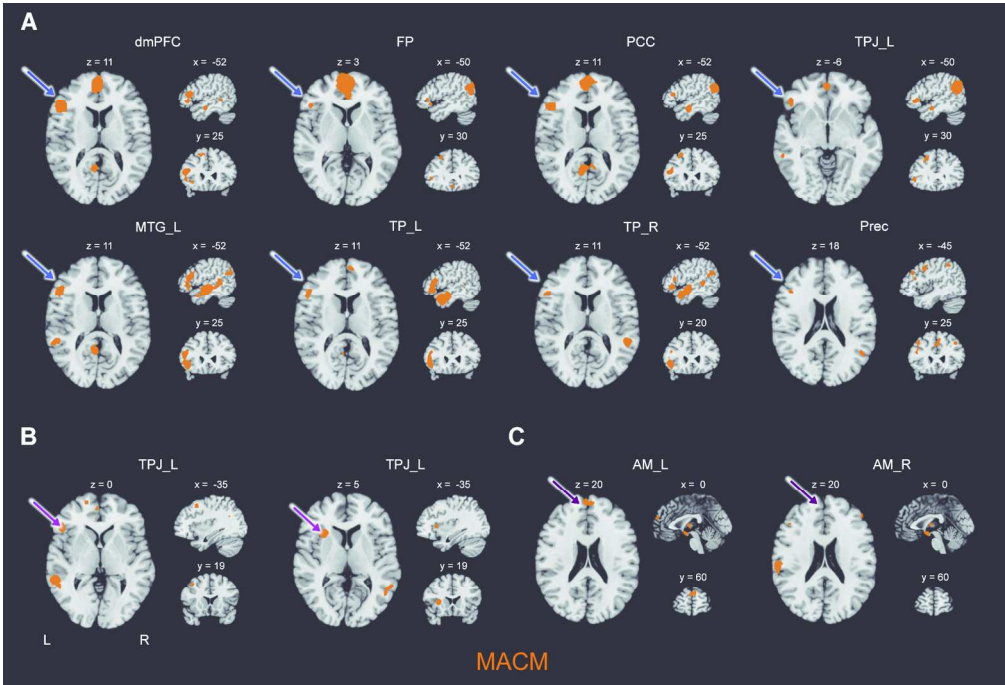 A
dmPFC
FP
PCC
TPJ_L
z = 11
x = -52
z = 3
x = -50
z = 11
x = -52
z = -6
x = -50
y = 25
y = 30
y = 25
y = 30
MTG_L
TP_L
TP_R
Prec
z = 11
x = -52
z = 11
x = -52
z = 11
x = -52
z = 18
x = -45
y = 25
y = 25
y = 20
y = 25
B
C
TPJ_L
TPJ_L
AM_L
AM_R
z = 0
x = -35
z = 5
x = -35
z = 20
x = 0
z = 20
x = 0
y = 19
y = 19
y = 60
y = 60
L
R
MACM